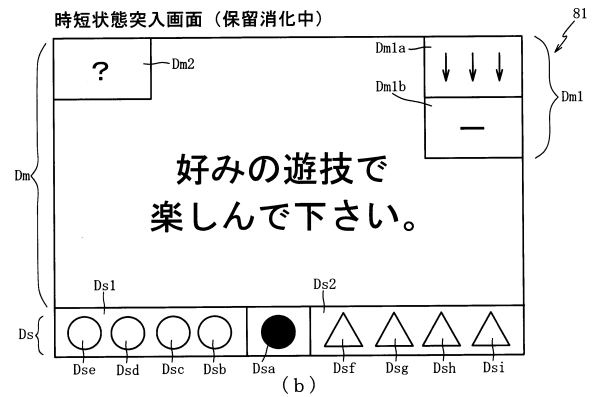 時短状態突入画面（保留消化中）
81
Dm1a
Dm2
？
↓ ↓ ↓
Dm1b
Dm1
ー
Dm
好みの遊技で
楽しんで下さい。
Ds1
Ds2
Ds
Dse Dsd Dsc Dsb Dsa Dsf Dsg Dsh Dsi
(b)